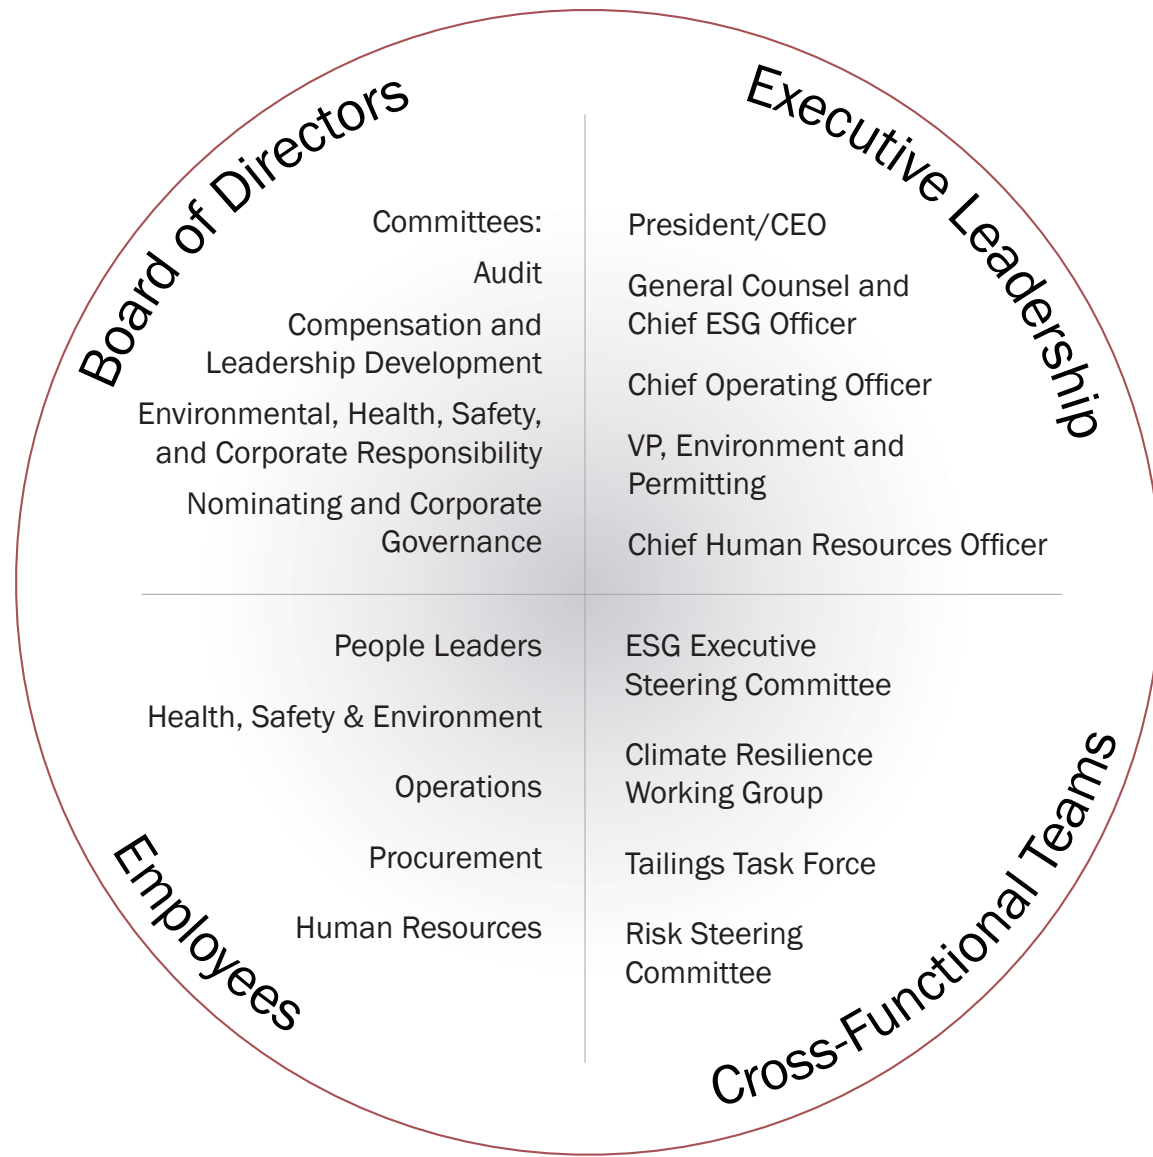 Board of Directors
Committees:
Audit
Compensation and
Leadership Development
Environmental, Health, Safety,
and Corporate Responsibility
Nominating and Corporate
Governance
Executive Leadership
President/CEO
General Counsel and
Chief ESG Officer
Chief Operating Officer
VP, Environment and
Permitting
Chief Human Resources Officer
Employees
People Leaders
Health, Safety & Environment
Operations
Procurement
Human Resources
Cross-Functional Teams
ESG Executive
Steering Committee
Climate Resilience
Working Group
Tailings Task Force
Risk Steering
Committee